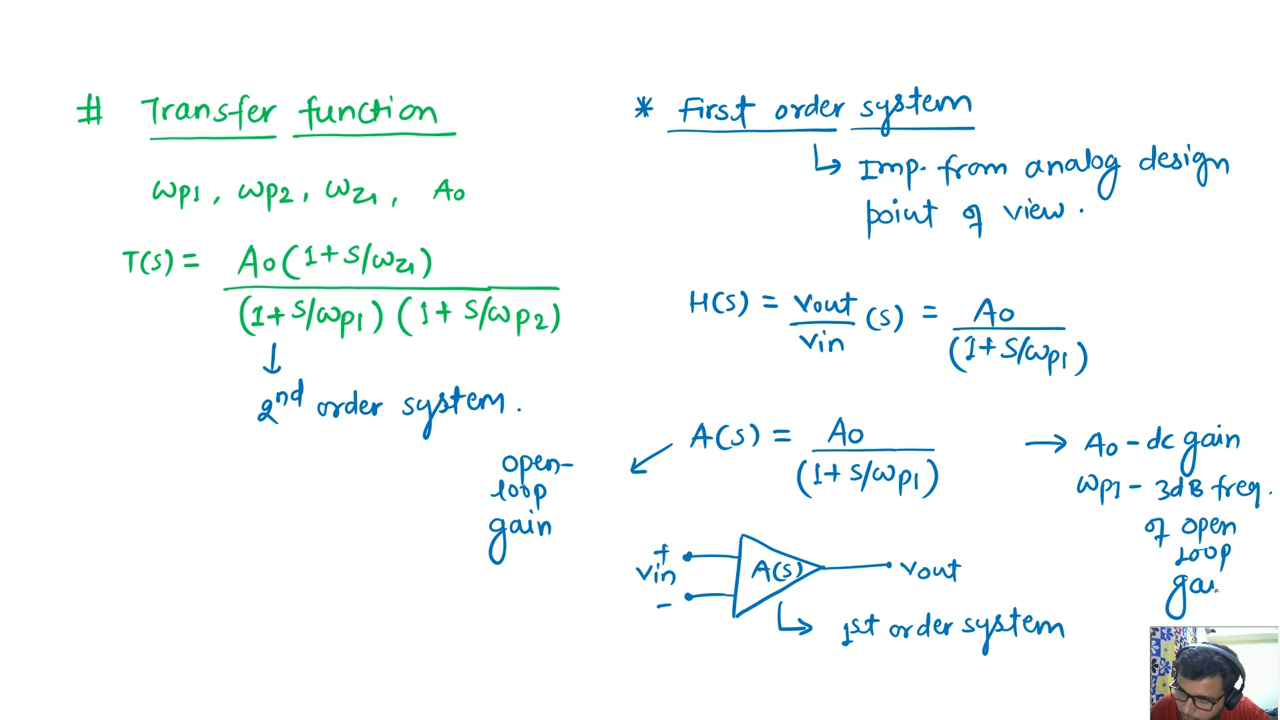 # Transfer function
ωp1, ωp2, ωz1, A0
T(s) = A0(1+s/ωz1)
(1+s/ωp1)(1+s/ωp2)
↓
2nd order system.
* First order system
↳ Imp. from analog design
point of view.
H(s) = vout/vin (s) = A0/(1+s/ωp1)
A(s) = A0/(1+s/ωp1)
open-
loop
gain
→ A0 - dc gain
ωp1 - 3dB freq.
of open
loop
gai
+
vin
-
A(s)
vout
↳ 1st order system